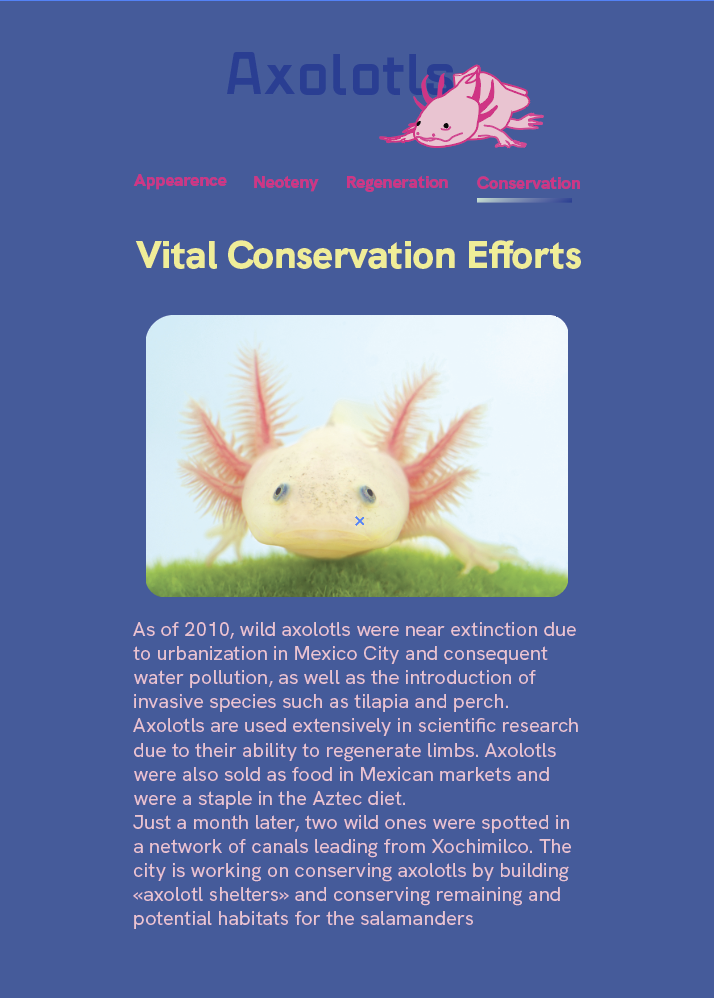 Axolotls
Appearence Neoteny Regeneration Conservation
Vital Conservation Efforts
As of 2010, wild axolotls were near extinction due
to urbanization in Mexico City and consequent
water pollution, as well as the introduction of
invasive species such as tilapia and perch.
Axolotls are used extensively in scientific research
due to their ability to regenerate limbs. Axolotls
were also sold as food in Mexican markets and
were a staple in the Aztec diet.
Just a month later, two wild ones were spotted in
a network of canals leading from Xochimilco. The
city is working on conserving axolotls by building
«axolotl shelters» and conserving remaining and
potential habitats for the salamanders